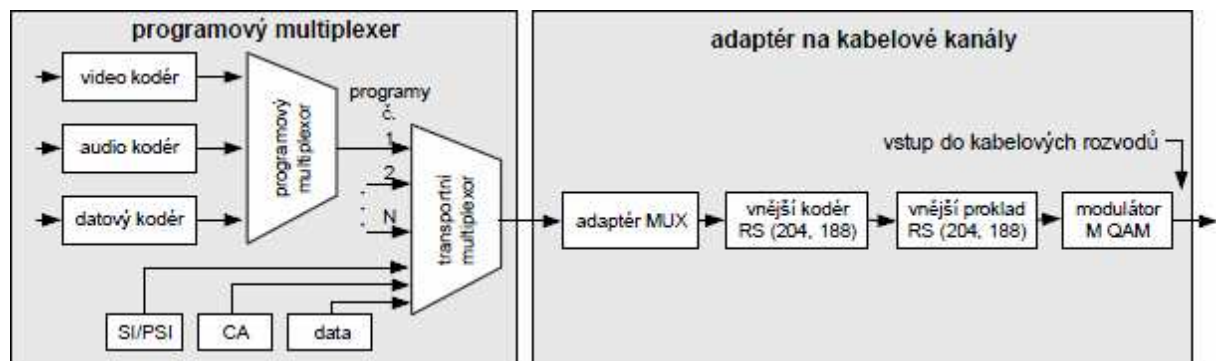 programový multiplexer
video kodér
audio kodér
datový kodér
programový
multiplexor
programy
č.
1
2
N
transportní
multiplexor
SI/PSI
CA
data
adaptér na kabelové kanály
vstup do kabelových rozvodů
adaptér MUX
vnější kodér
RS (204, 188)
vnější proklad
RS (204, 188)
modulátor
M QAM